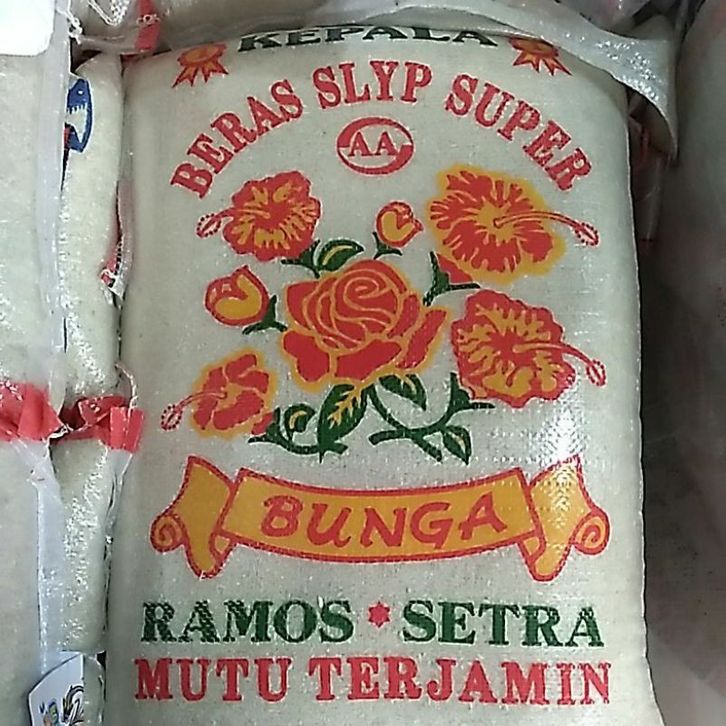 KEPALA
BERAS SLYP SUPER
AA
BUNGA
RAMOS * SETRA
MUTU TERJAMIN